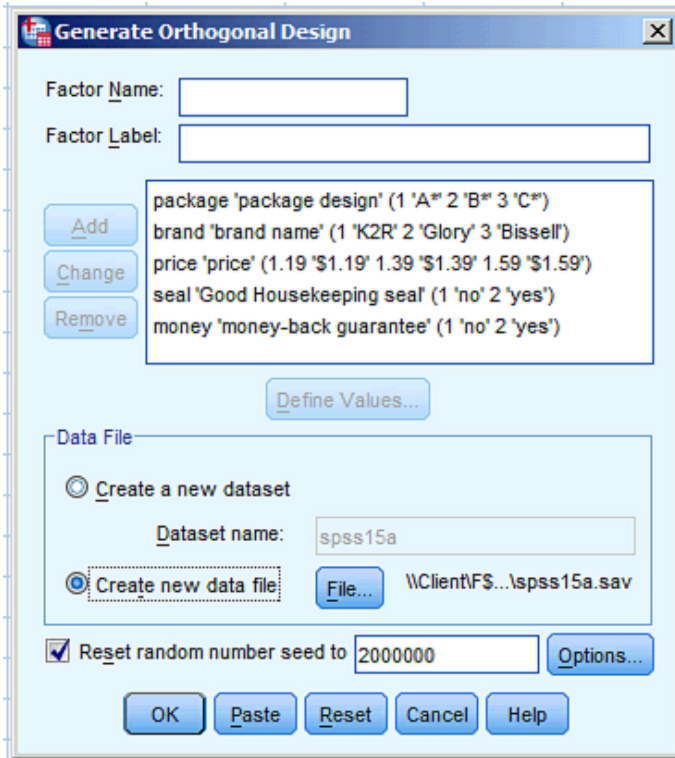 Generate Orthogonal Design
Factor Name:
Factor Label:
Add
Change
Remove
package 'package design' (1 'A*' 2 'B*' 3 'C*')
brand 'brand name' (1 'K2R' 2 'Glory' 3 'Bissell')
price 'price' (1.19 '$1.19' 1.39 '$1.39' 1.59 '$1.59')
seal 'Good Housekeeping seal' (1 'no' 2 'yes')
money 'money-back guarantee' (1 'no' 2 'yes')
Define Values...
Data File
Create a new dataset
Dataset name: spss15a
Create new data file File... \\Client\F$...\spss15a.sav
Reset random number seed to 2000000 Options...
OK Paste Reset Cancel Help